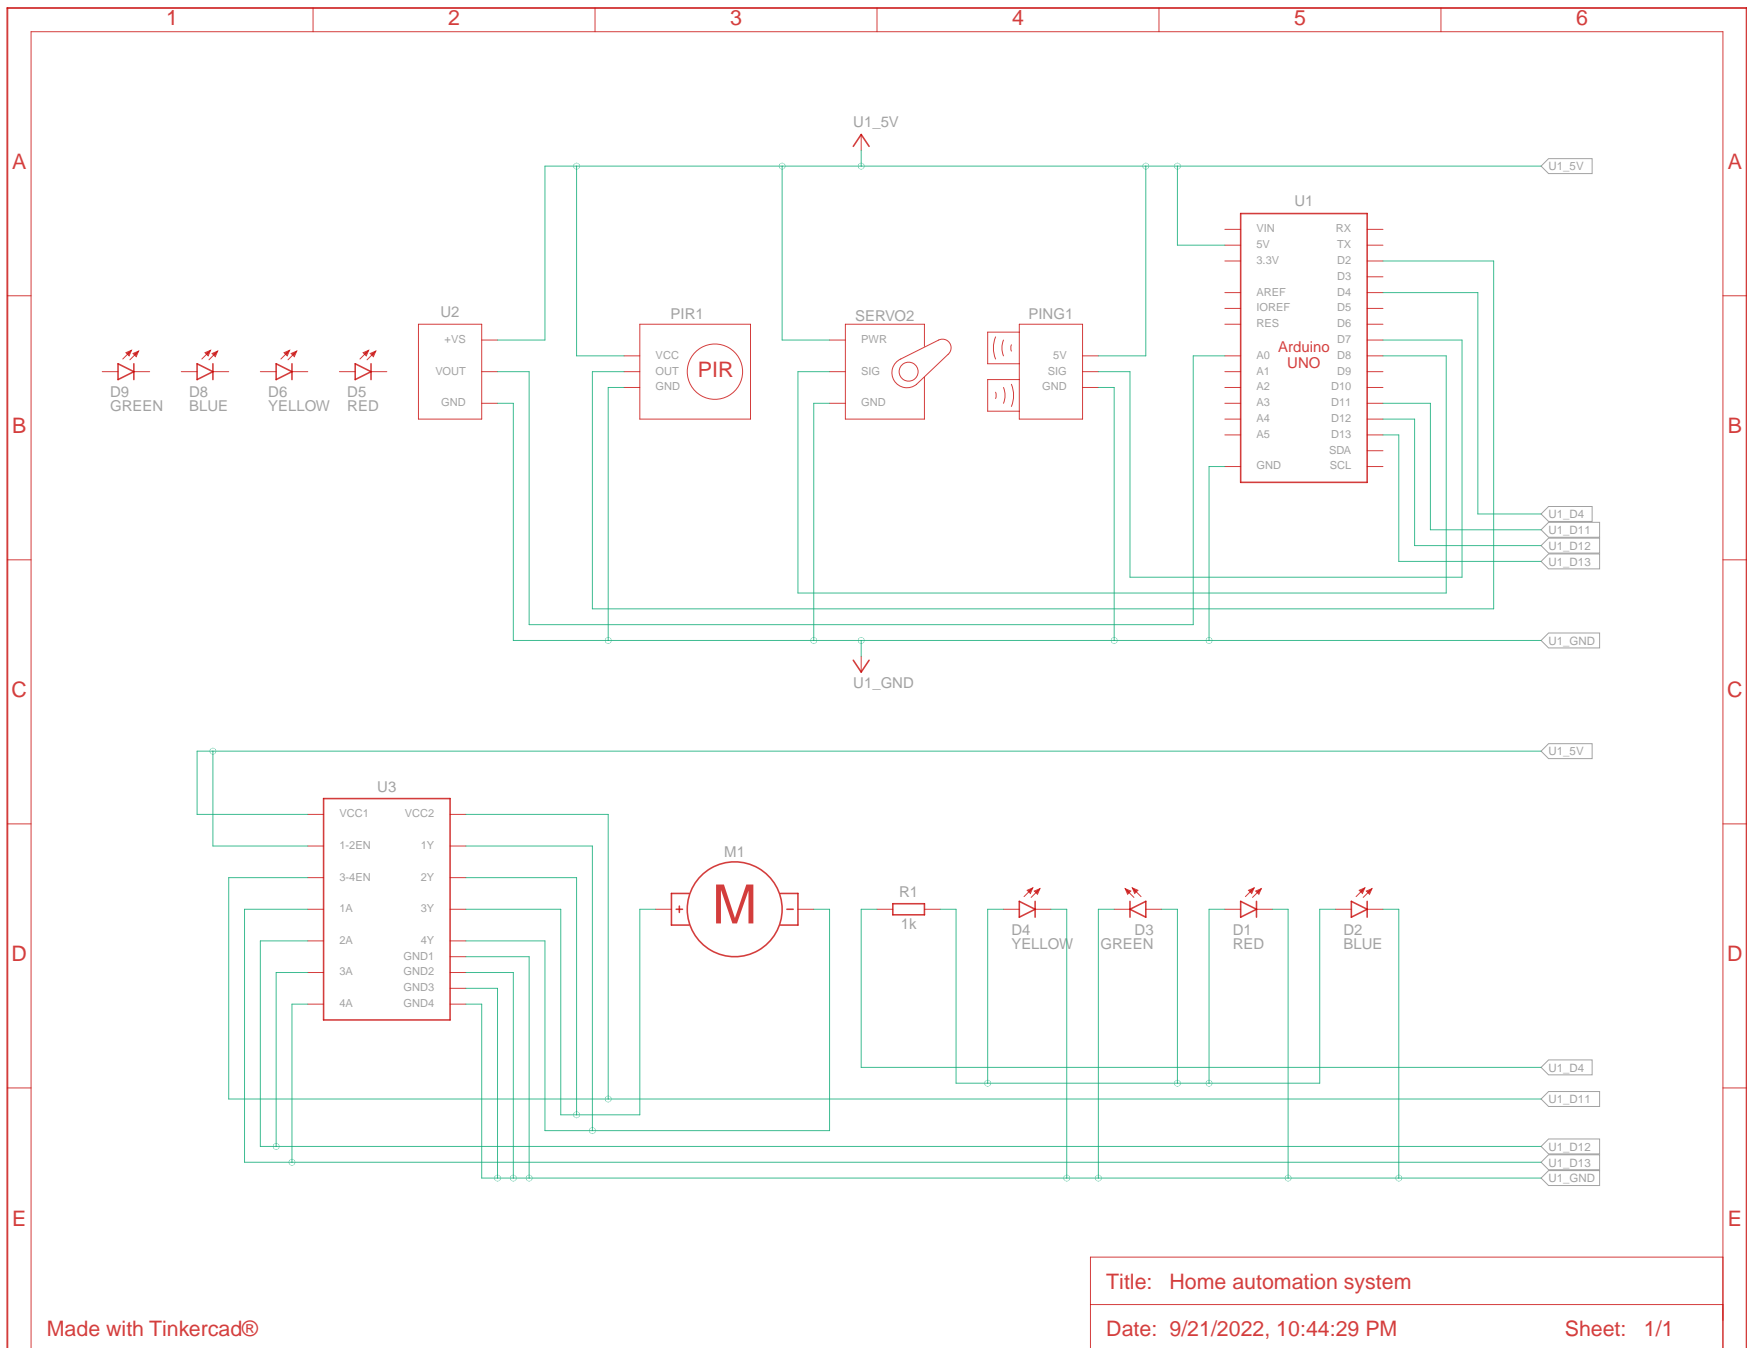 1 2 3 4 5 6
A A
B B
C C
D D
E E
U1_5V
U1_5V
U1
VIN RX
5V TX
3.3V D2
D3
AREF D4
IOREF D5
RES D6
D7
A0 D8
A1 D9
A2 D10
A3 D11
A4 D12
A5 D13
SDA
GND SCL
Arduino
UNO
D9
GREEN
D8
BLUE
D6
YELLOW
D5
RED
U2
+VS
VOUT
GND
PIR1
VCC
OUT
GND
PIR
SERVO2
PWR
SIG
GND
PING1
5V
SIG
GND
U1_D4
U1_D11
U1_D12
U1_D13
U1_GND
U1_GND
U1_5V
U3
VCC1 VCC2
1-2EN 1Y
3-4EN 2Y
1A 3Y
2A 4Y
GND1
3A GND2
GND3
4A GND4
M1
+ M -
R1
1k
D4
YELLOW
D3
GREEN
D1
RED
D2
BLUE
U1_D4
U1_D11
U1_D12
U1_D13
U1_GND
Title: Home automation system
Made with Tinkercad®
Date: 9/21/2022, 10:44:29 PM Sheet: 1/1